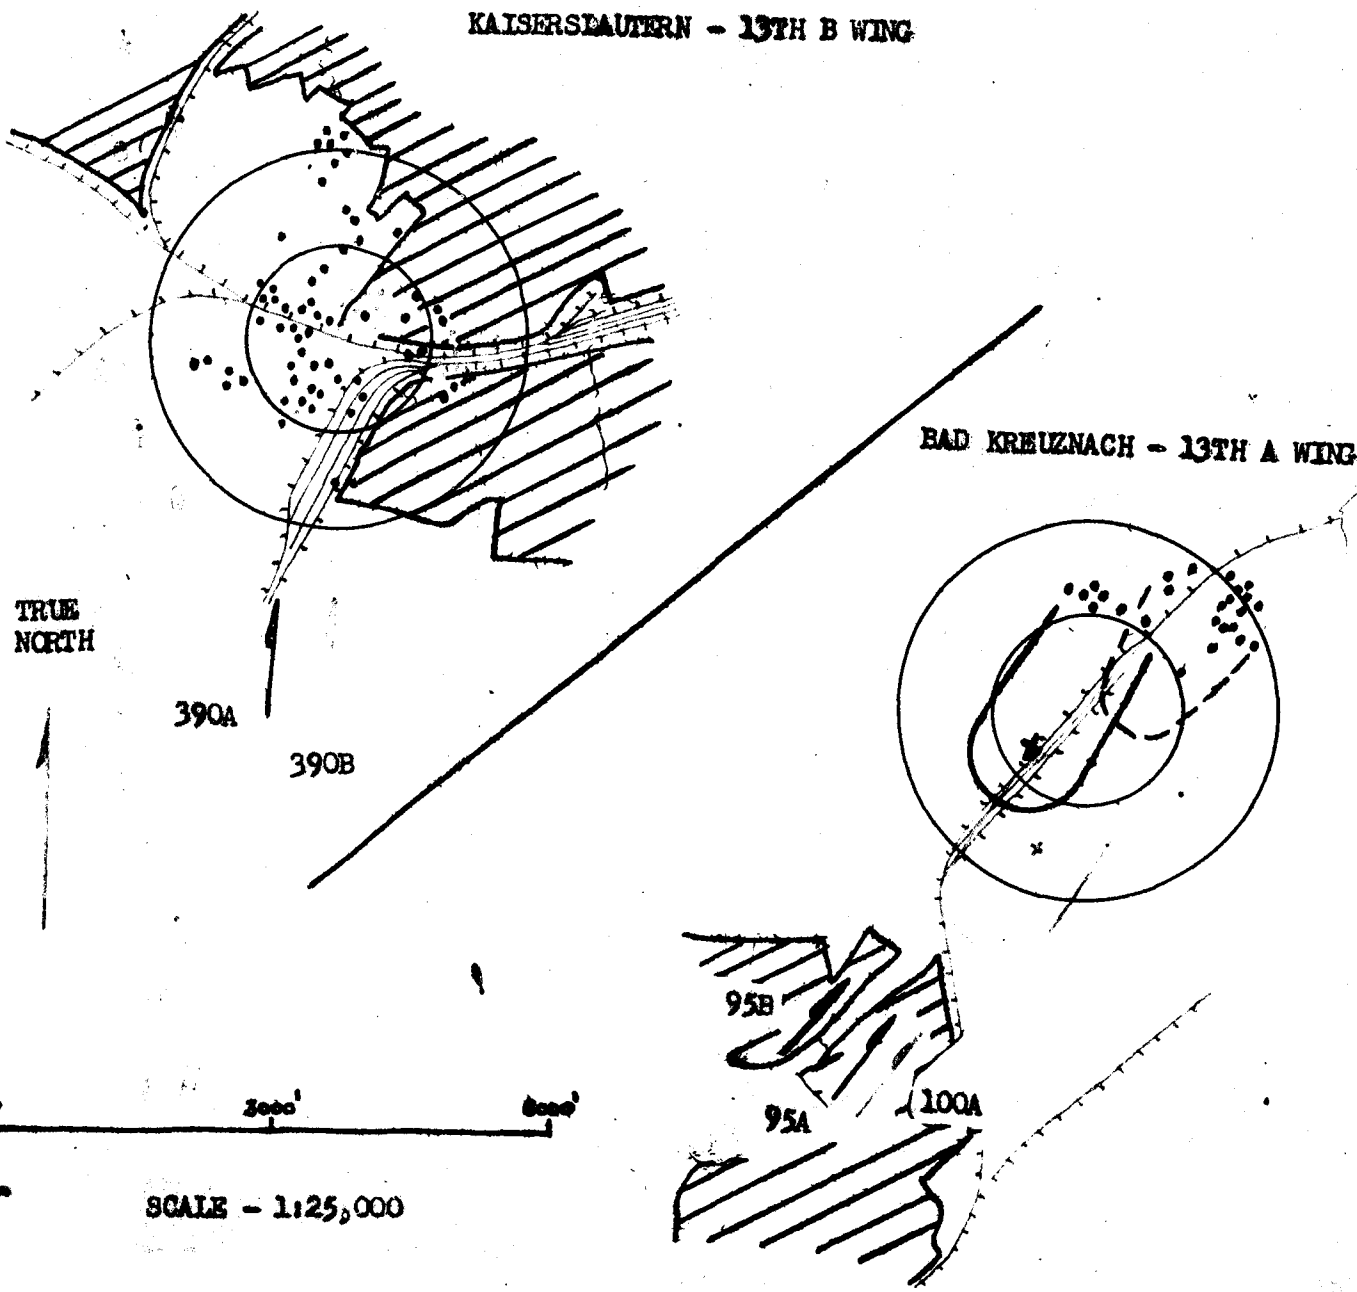 KAISERSLAUTERN - 13TH B WING
BAD KREUZNACH - 13TH A WING
TRUE
NORTH
390A
390B
95B
95A
100A
3000'
6000'
SCALE - 1:25,000